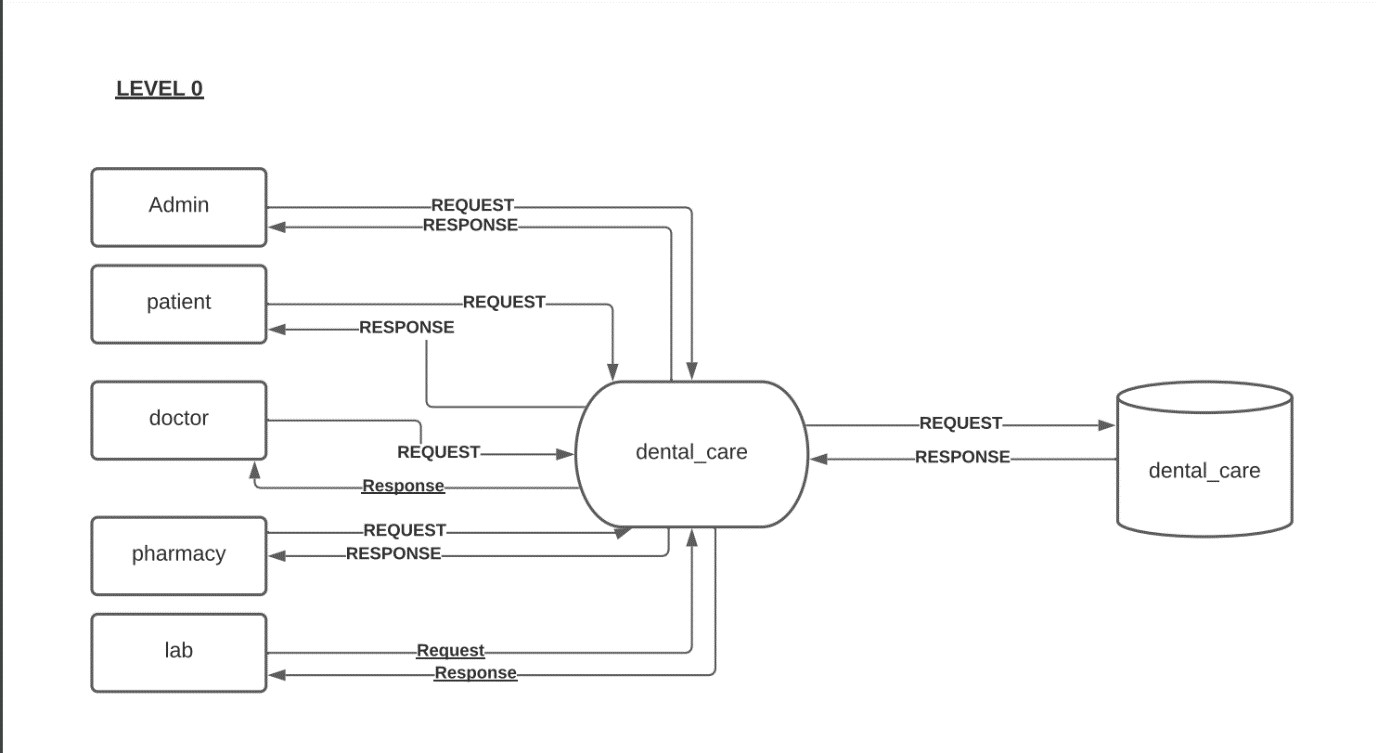 LEVEL 0
Admin
REQUEST
RESPONSE
patient
REQUEST
RESPONSE
doctor
REQUEST
Response
dental_care
REQUEST
RESPONSE
dental_care
pharmacy
REQUEST
RESPONSE
lab
Request
Response